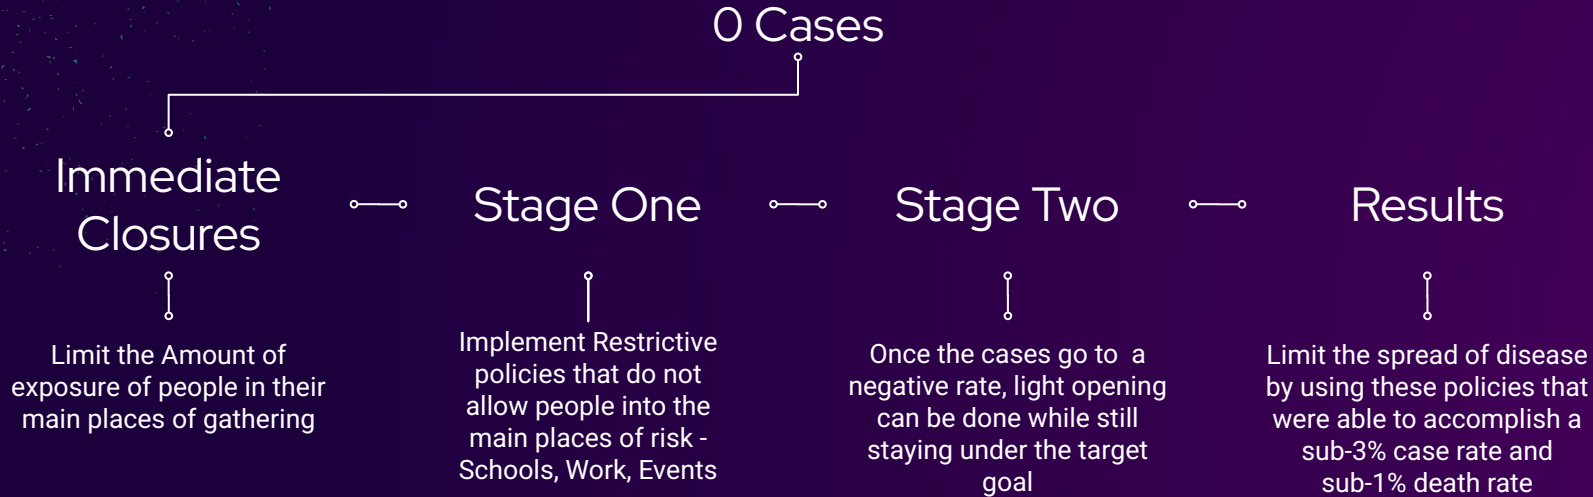 0 Cases
Immediate
Closures
Stage One
Stage Two
Results
Limit the Amount of
exposure of people in their
main places of gathering
Implement Restrictive
policies that do not
allow people into the
main places of risk -
Schools, Work, Events
Once the cases go to a
negative rate, light opening
can be done while still
staying under the target
goal
Limit the spread of disease
by using these policies that
were able to accomplish a
sub-3% case rate and
sub-1% death rate